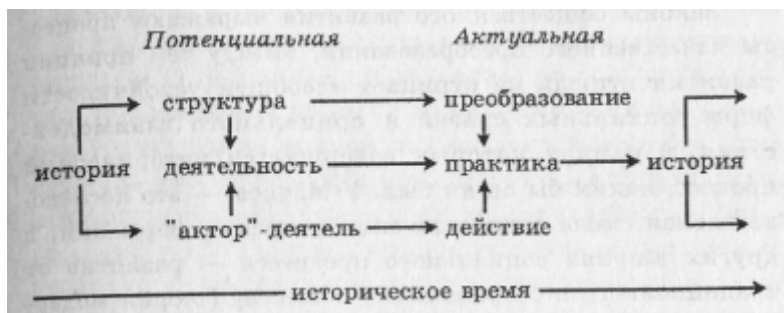 Потенциальная Актуальная
структура преобразование
история деятельность практика история
"актор"-деятель действие
историческое время